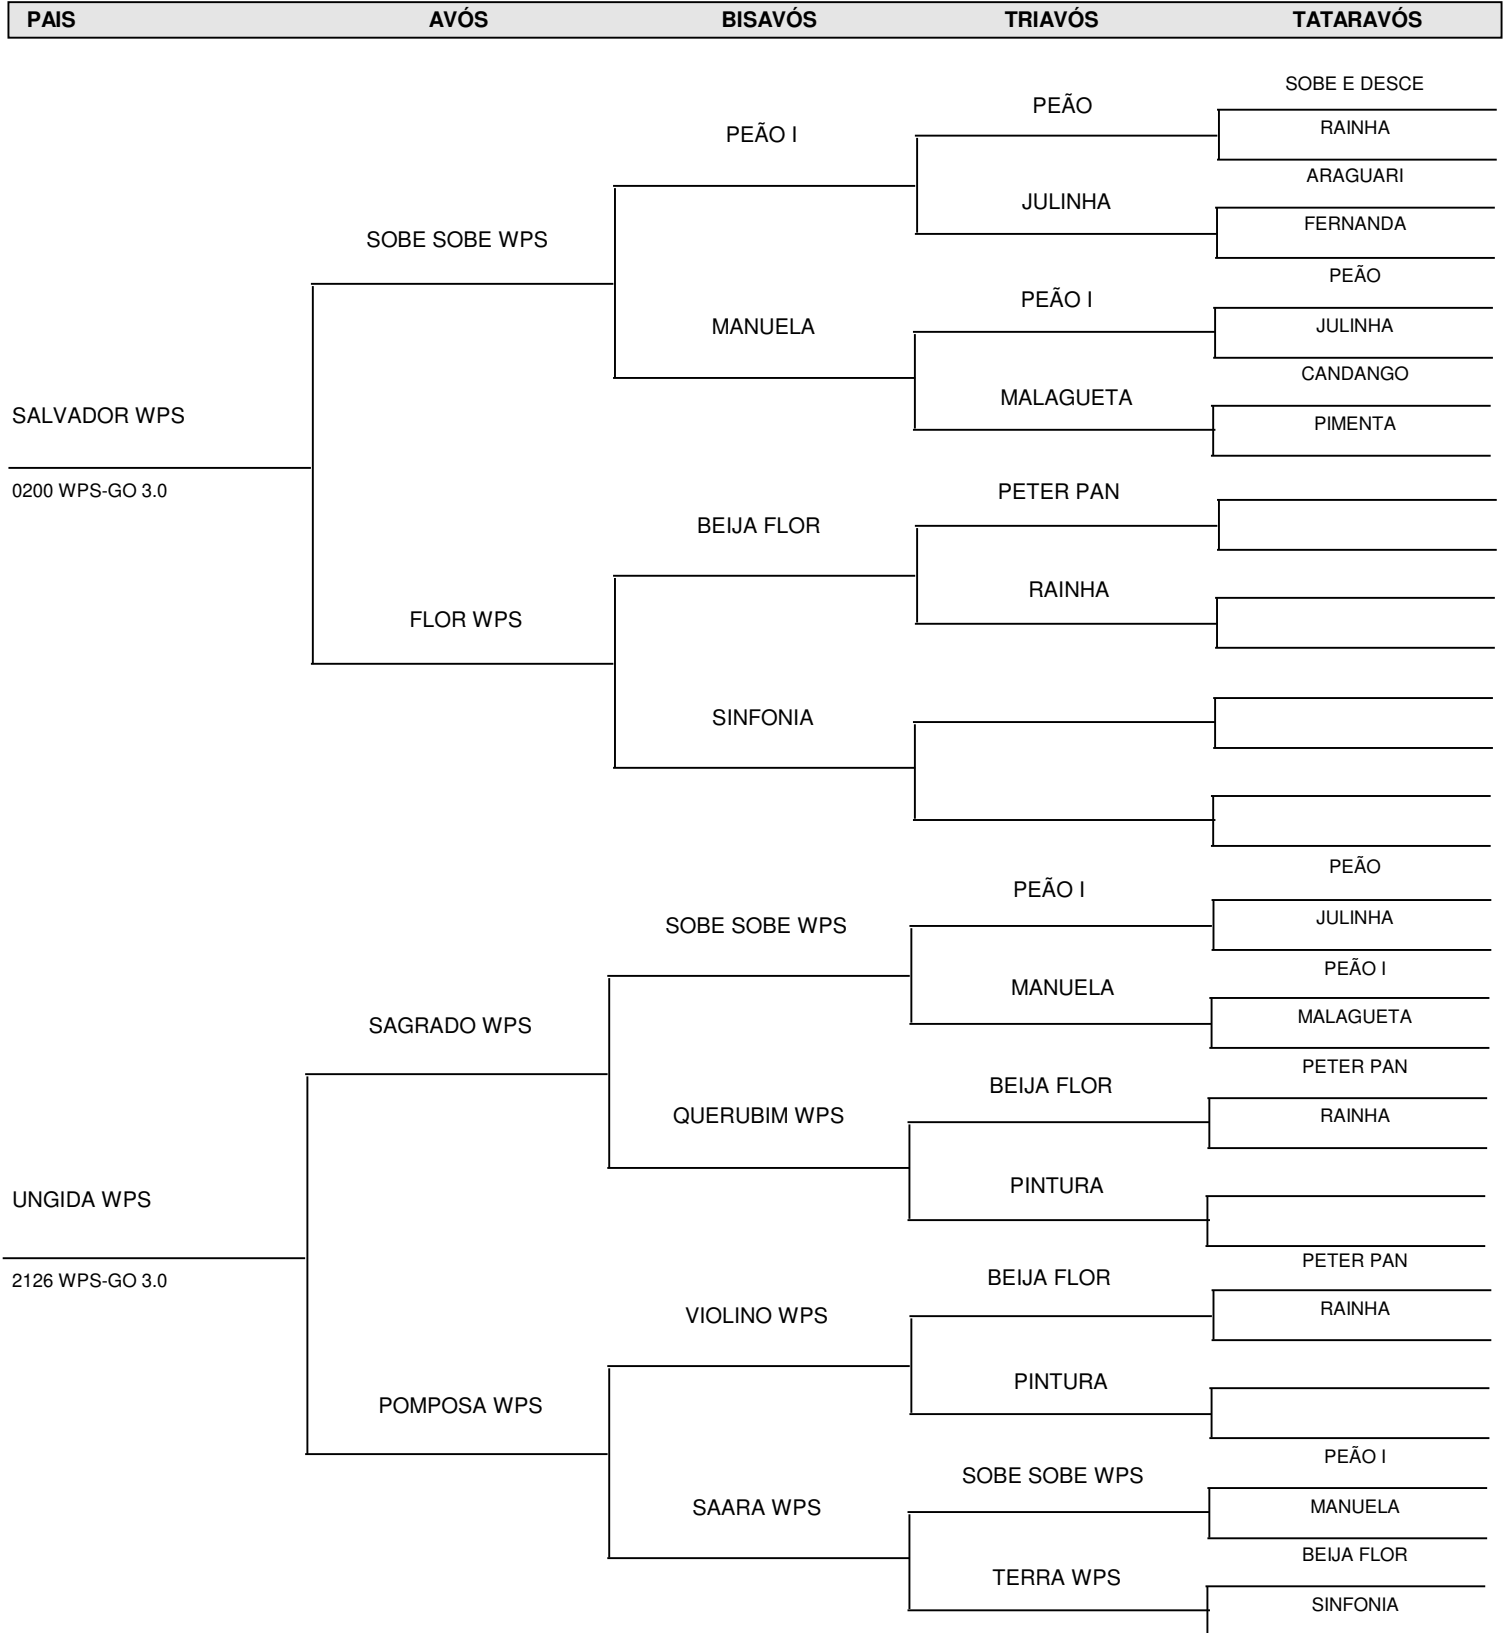 PAIS AVÓS BISAVÓS TRIAVÓS TATARAVÓS
SOBE E DESCE
PEÃO
RAINHA
PEÃO I
ARAGUARI
JULINHA
FERNANDA
SOBE SOBE WPS
PEÃO
PEÃO I
MANUELA
JULINHA
CANDANGO
MALAGUETA
SALVADOR WPS
PIMENTA
0200 WPS-GO 3.0
PETER PAN
BEIJA FLOR
RAINHA
FLOR WPS
SINFONIA
PEÃO
PEÃO I
JULINHA
SOBE SOBE WPS
PEÃO I
MANUELA
MALAGUETA
SAGRADO WPS
PETER PAN
BEIJA FLOR
QUERUBIM WPS
RAINHA
PINTURA
UNGIDA WPS
PETER PAN
2126 WPS-GO 3.0
BEIJA FLOR
RAINHA
VIOLINO WPS
PINTURA
POMPOSA WPS
PEÃO I
SOBE SOBE WPS
SAARA WPS
MANUELA
BEIJA FLOR
TERRA WPS
SINFONIA